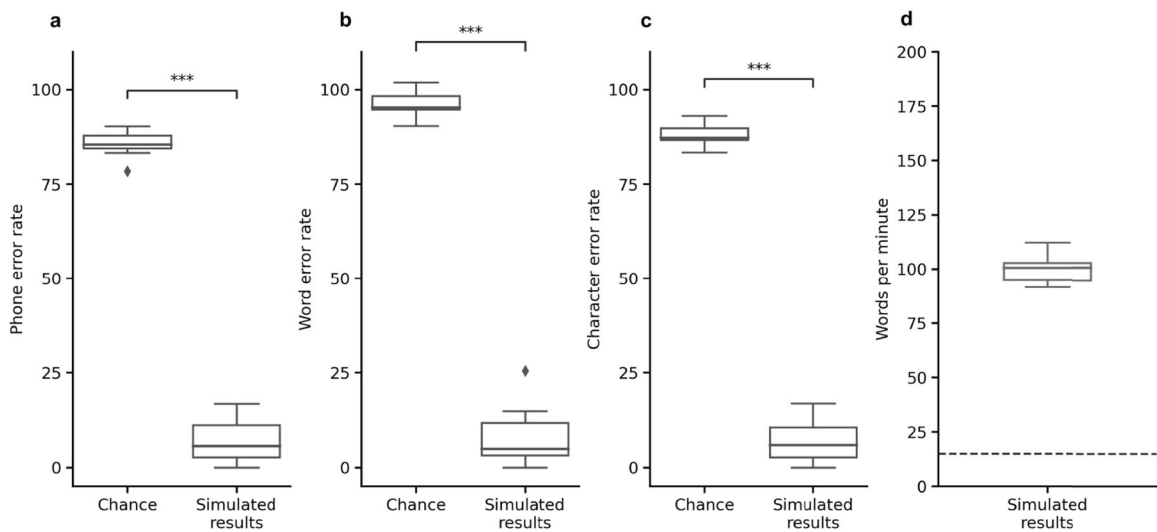 a
***
100
75
50
25
0
Phone error rate
Chance
Simulated
results
b
***
100
75
50
25
0
Word error rate
Chance
Simulated
results
c
***
100
75
50
25
0
Character error rate
Chance
Simulated
results
d
200
175
150
125
100
75
50
25
0
Words per minute
Simulated
results